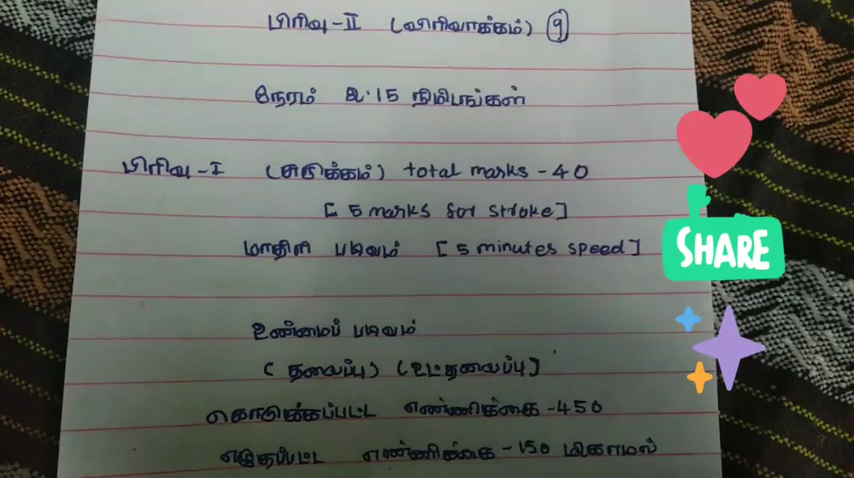 பிரிவு - II (விரிவாக்கம்) 9
நேரம் 2.15 நிமிடங்கள்
பிரிவு - I (சுருக்கம்) total marks - 40
[5 marks for stroke]
மாதிரி படிவம் [5 minutes speed]
SHARE
உண்மைப் படிவம்
(தலைப்பு) (உட்தலைப்பு]
கொடுக்கப்பட்ட எண்ணிக்கை - 450
எழுதப்பட்ட எண்ணிக்கை - 150 மிகாமல்